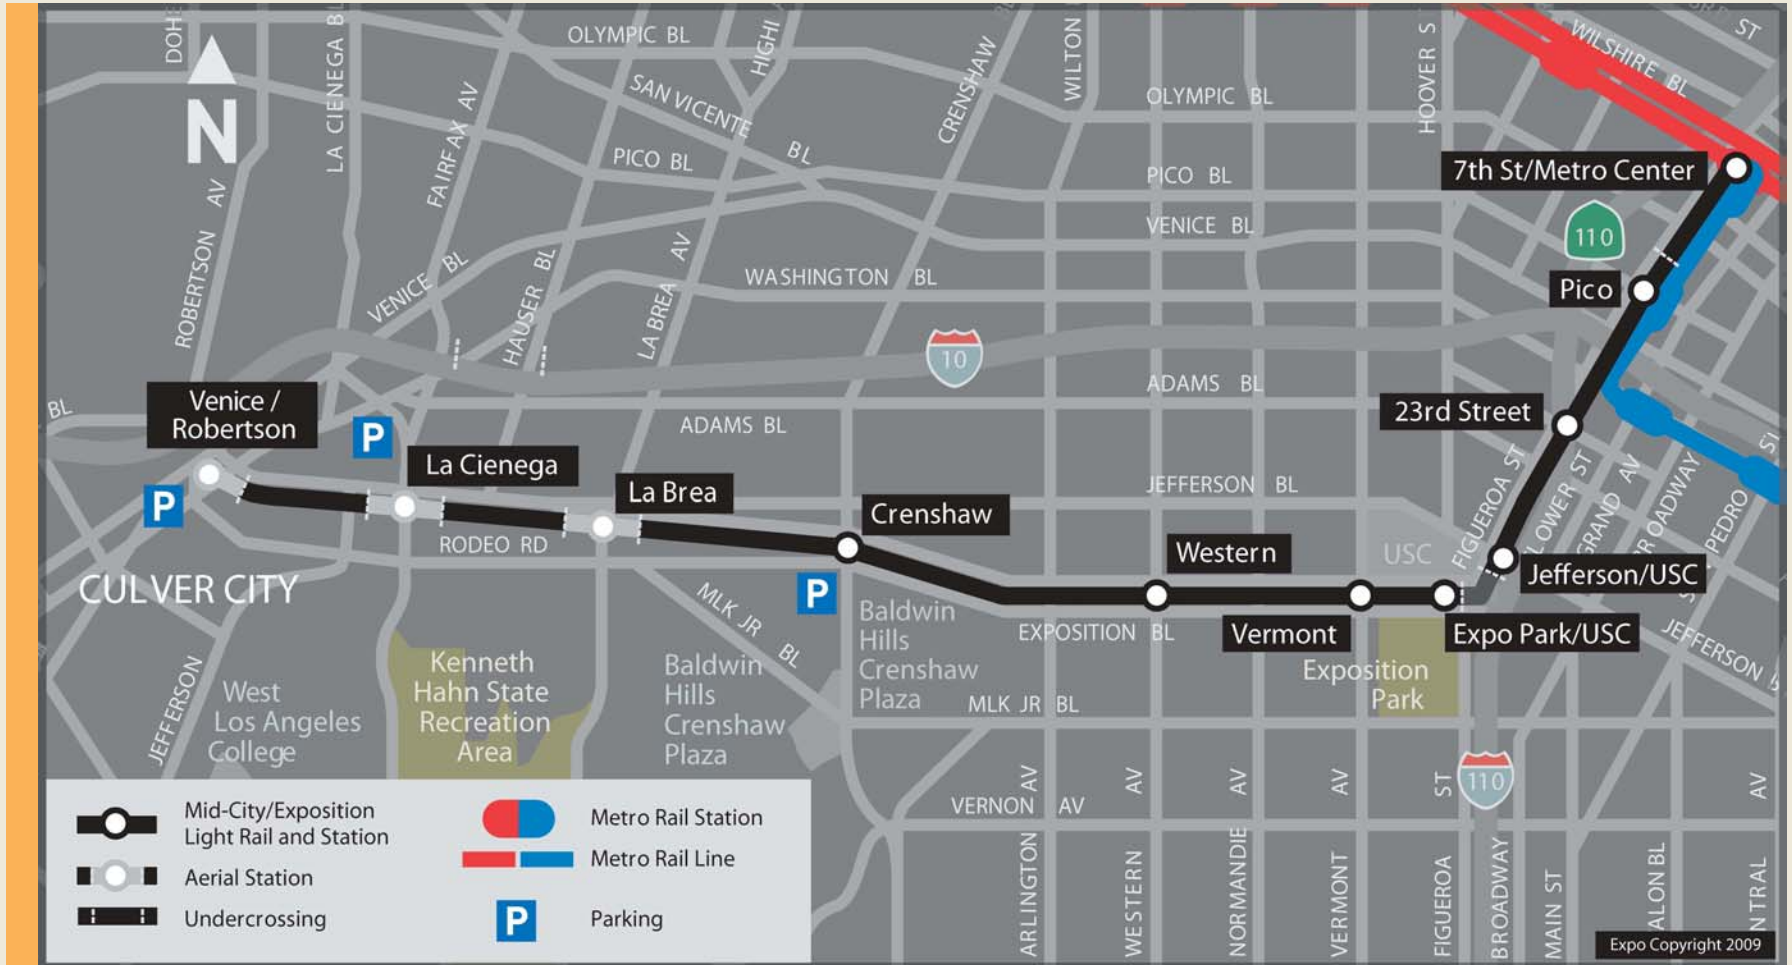 DOHE
LA CIENEGA BL
OLYMPIC BL
HIGHI
CRENSHAW
WILTON
HOOVER S
WILSHIRE BL
ST
N
FAIRFAX AV
SAN VICENTE BL
OLYMPIC BL
PICO BL
PICO BL
7th St/Metro Center
ROBERTSON AV
VENICE BL
110
VENICE BL
HAUSER BL
LA BREA AV
WASHINGTON BL
Pico
10
ADAMS BL
Venice /
Robertson
BL
P
ADAMS BL
23rd Street
La Cienega
La Brea
JEFFERSON BL
FIGUEROA ST
FLOWER ST
GRAND AV
BROADWAY
PEDRO
ST
P
Crenshaw
RODEO RD
Western
USC
Jefferson/USC
CULVER CITY
P
MLK JR BL
Baldwin
Hills
Crenshaw
Plaza
EXPOSITION BL
Vermont
Expo Park/USC
JEFFERSON B
Kenneth
Hahn State
Recreation
Area
Baldwin
Hills
Crenshaw
Plaza
Exposition
Park
JEFFERSON
West
Los Angeles
College
MLK JR BL
110
VERNON AV
ARLINGTON AV
WESTERN AV
NORMANDIE AV
VERMONT AV
FIGUEROA ST
BROADWAY
MAIN ST
ALON BL
NTRAL AV
Mid-City/Exposition
Light Rail and Station
Aerial Station
Undercrossing
Metro Rail Station
Metro Rail Line
P
Parking
Expo Copyright 2009